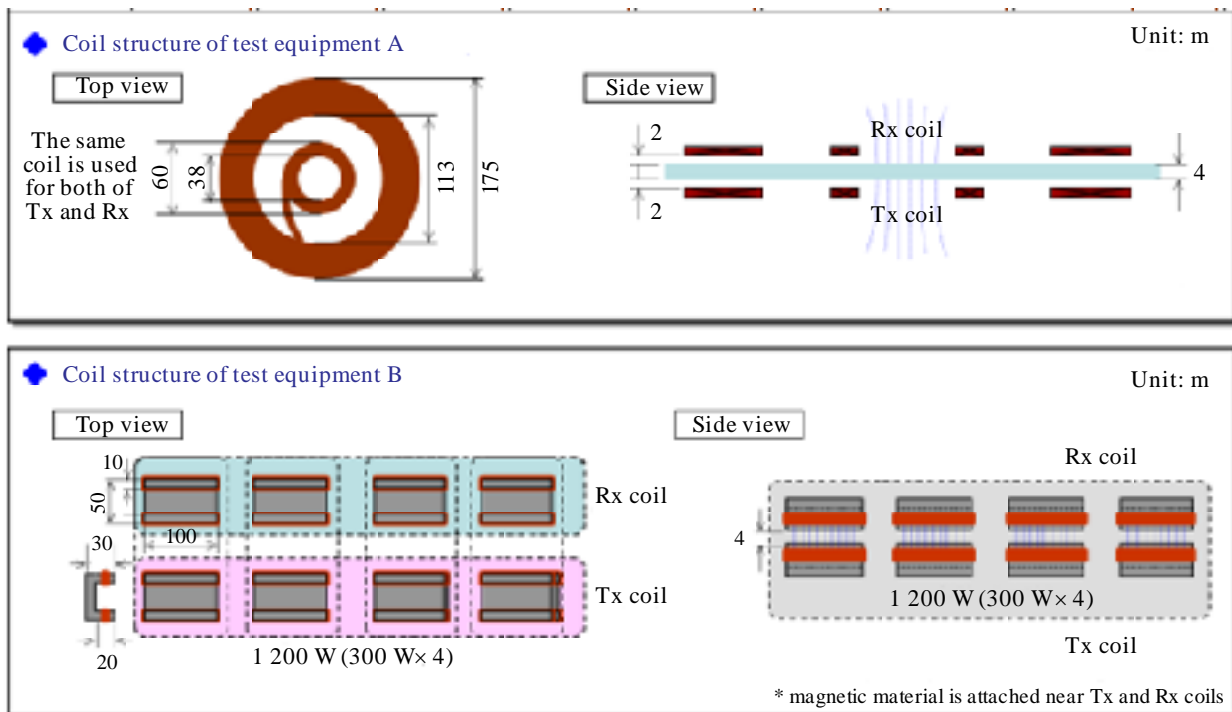 Coil structure of test equipment A
Unit: m
Top view
Side view
The same
coil is used
for both of
Tx and Rx
60
38
113
175
2
2
Rx coil
Tx coil
4
Coil structure of test equipment B
Unit: m
Top view
Side view
10
50
30
100
20
Rx coil
Tx coil
1 200 W (300 W× 4)
Rx coil
4
1 200 W (300 W× 4)
Tx coil
* magnetic material is attached near Tx and Rx coils